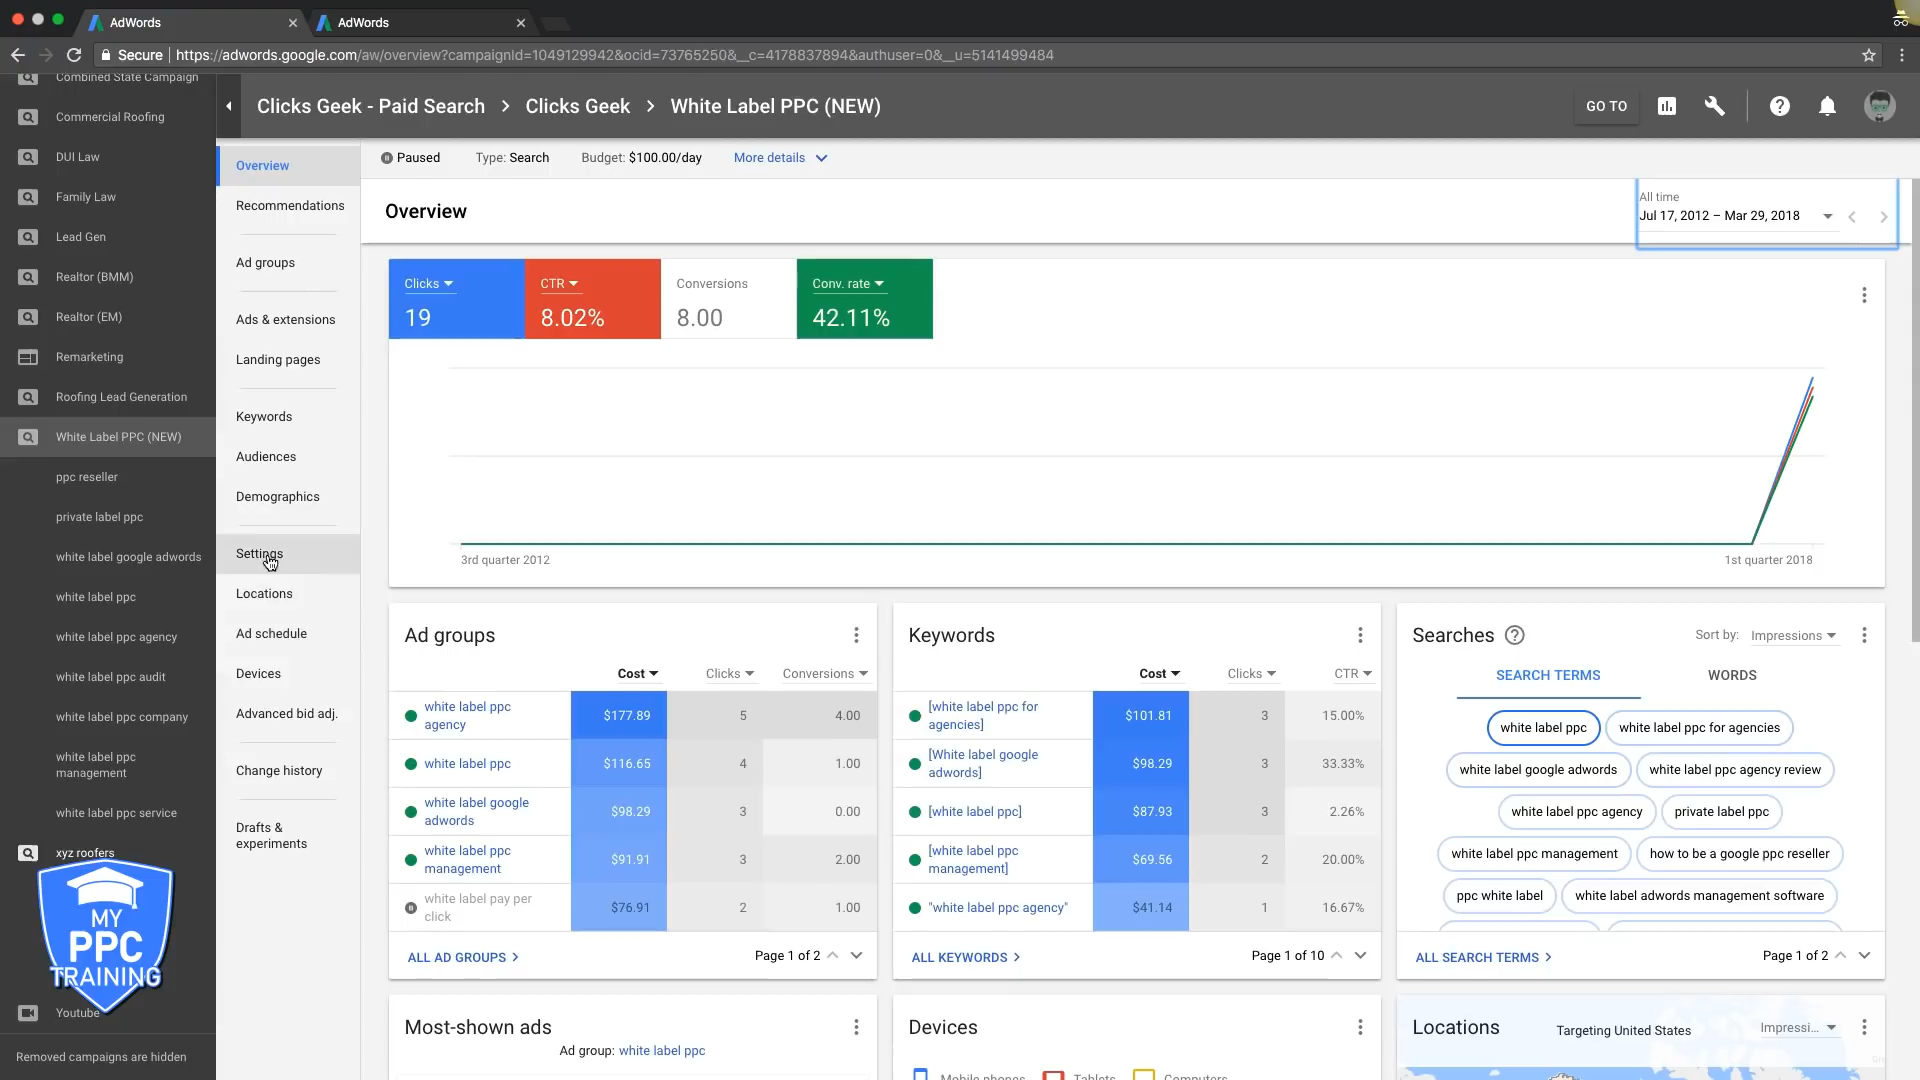 AdWords
AdWords
Secure
https://adwords.google.com/aw/overview?campaignId=1049129942&ocid=73765250&__c=4178837894&authuser=0&__u=5141499484
Combined State Campaign
Commercial Roofing
DUI Law
Family Law
Lead Gen
Realtor (BMM)
Realtor (EM)
Remarketing
Roofing Lead Generation
White Label PPC (NEW)
ppc reseller
private label ppc
white label google adwords
white label ppc
white label ppc agency
white label ppc audit
white label ppc company
white label ppc
management
white label ppc service
xyz roofers
MY
PPC
TRAINING
Youtube
Removed campaigns are hidden
Clicks Geek - Paid Search > Clicks Geek > White Label PPC (NEW)
GO TO
Overview
Recommendations
Ad groups
Ads & extensions
Landing pages
Keywords
Audiences
Demographics
Settings
Locations
Ad schedule
Devices
Advanced bid adj.
Change history
Drafts &
experiments
Paused Type: Search Budget: $100.00/day More details
Overview
All time
Jul 17, 2012 – Mar 29, 2018
Clicks
19
CTR
8.02%
Conversions
8.00
Conv. rate
42.11%
3rd quarter 2012
1st quarter 2018
Ad groups
Cost Clicks Conversions
white label ppc
agency
$177.89 5 4.00
white label ppc $116.65 4 1.00
white label google
adwords
$98.29 3 0.00
white label ppc
management
$91.91 3 2.00
white label pay per
click
$76.91 2 1.00
ALL AD GROUPS >
Page 1 of 2
Keywords
Cost Clicks CTR
[white label ppc for
agencies]
$101.81 3 15.00%
[White label google
adwords]
$98.29 3 33.33%
[white label ppc] $87.93 3 2.26%
[white label ppc
management]
$69.56 2 20.00%
"white label ppc agency" $41.14 1 16.67%
ALL KEYWORDS >
Page 1 of 10
Searches
Sort by: Impressions
SEARCH TERMS WORDS
white label ppc
white label ppc for agencies
white label google adwords
white label ppc agency review
white label ppc agency
private label ppc
white label ppc management
how to be a google ppc reseller
ppc white label
white label adwords management software
ALL SEARCH TERMS >
Page 1 of 2
Most-shown ads
Ad group: white label ppc
Devices
Mobile phones Tablets Computers
Locations
Targeting United States
Impressi...